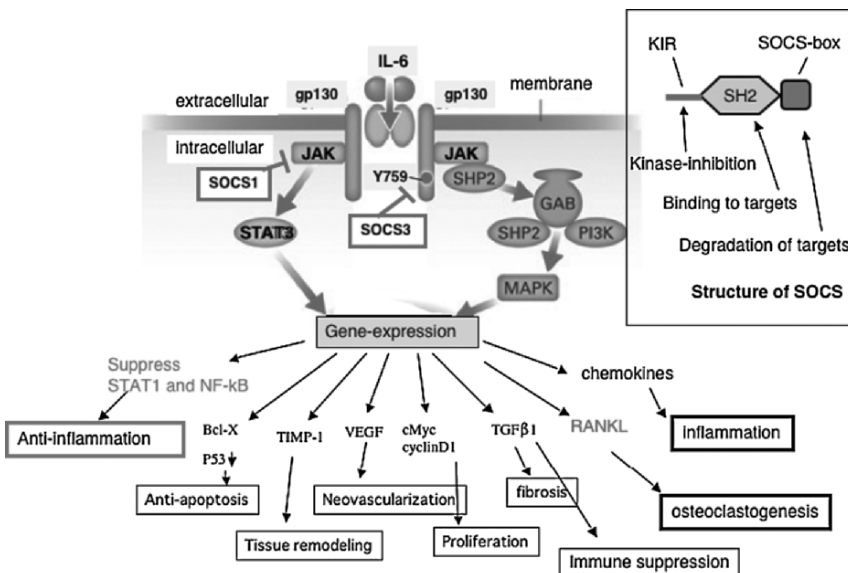 IL-6
gp130
gp130
extracellular
membrane
intracellular
JAK
JAK
SOCS1
Y759
SHP2
GAB
STAT3
SOCS3
SHP2
PI3K
MAPK
Gene-expression
KIR
SOCS-box
SH2
Kinase-inhibition
Binding to targets
Degradation of targets
Structure of SOCS
Suppress
STAT1 and NF-kB
chemokines
Anti-inflammation
Bcl-X
P53
TIMP-1
VEGF
cMyc
cyclinD1
TGFβ1
RANKL
inflammation
Anti-apoptosis
Neovascularization
fibrosis
osteoclastogenesis
Tissue remodeling
Proliferation
Immune suppression